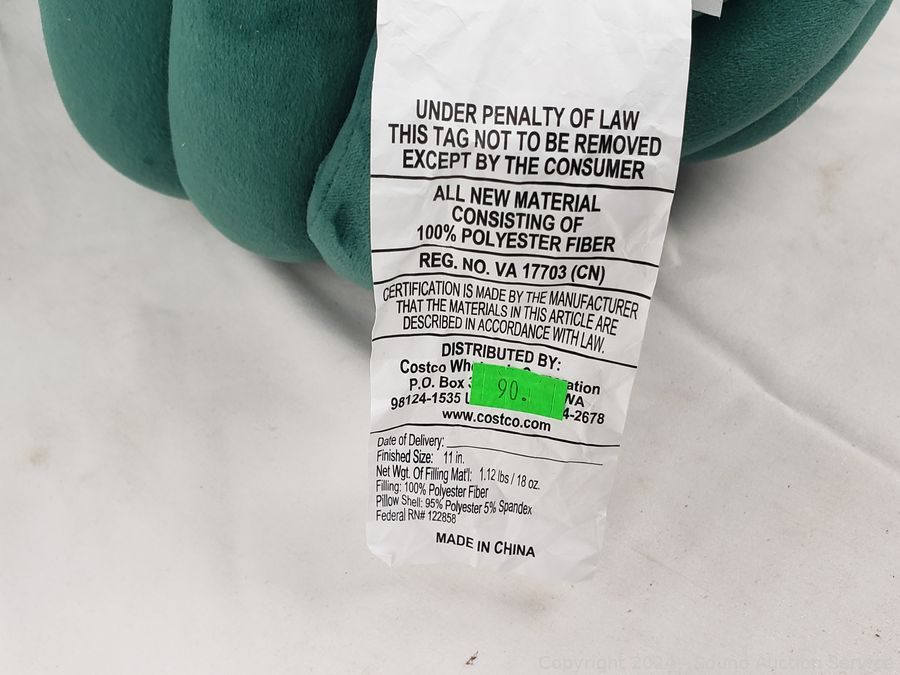 UNDER PENALTY OF LAW
THIS TAG NOT TO BE REMOVED
EXCEPT BY THE CONSUMER
ALL NEW MATERIAL
CONSISTING OF
100% POLYESTER FIBER
REG. NO. VA 17703 (CN)
CERTIFICATION IS MADE BY THE MANUFACTURER
THAT THE MATERIALS IN THIS ARTICLE ARE
DESCRIBED IN ACCORDANCE WITH LAW.
DISTRIBUTED BY:
Costco
P.O. Box WA
98124-1535
90.
www.costco.com
Date of Delivery:
Finished Size: 11 in.
Net Wgt. Of Filling Mat'l: 1.12 lbs / 18 oz.
Filling: 100% Polyester Fiber
Pillow Shell: 95% Polyester 5% Spandex
Federal RN# 122858
MADE IN CHINA
Copyright 2024 - Sound Auction Service